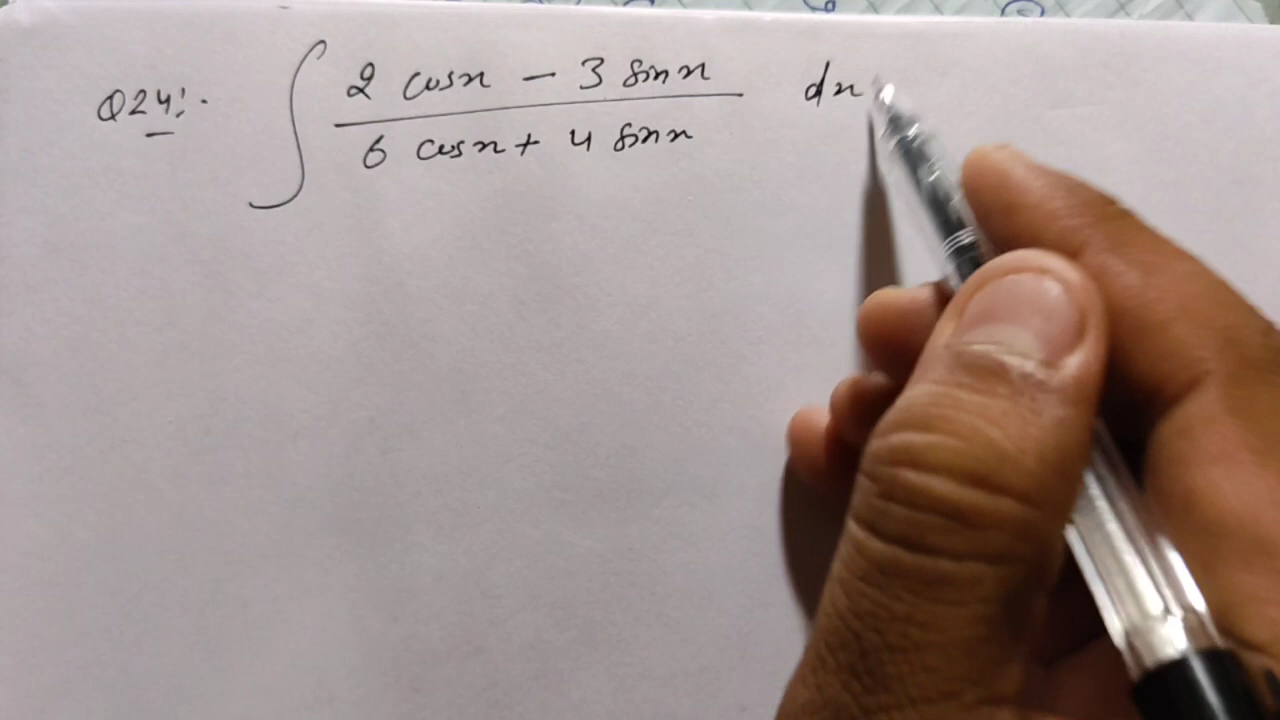 Q24:- ∫ (2 cosx - 3 sinx)/(6 cosx + 4 sinx) dx